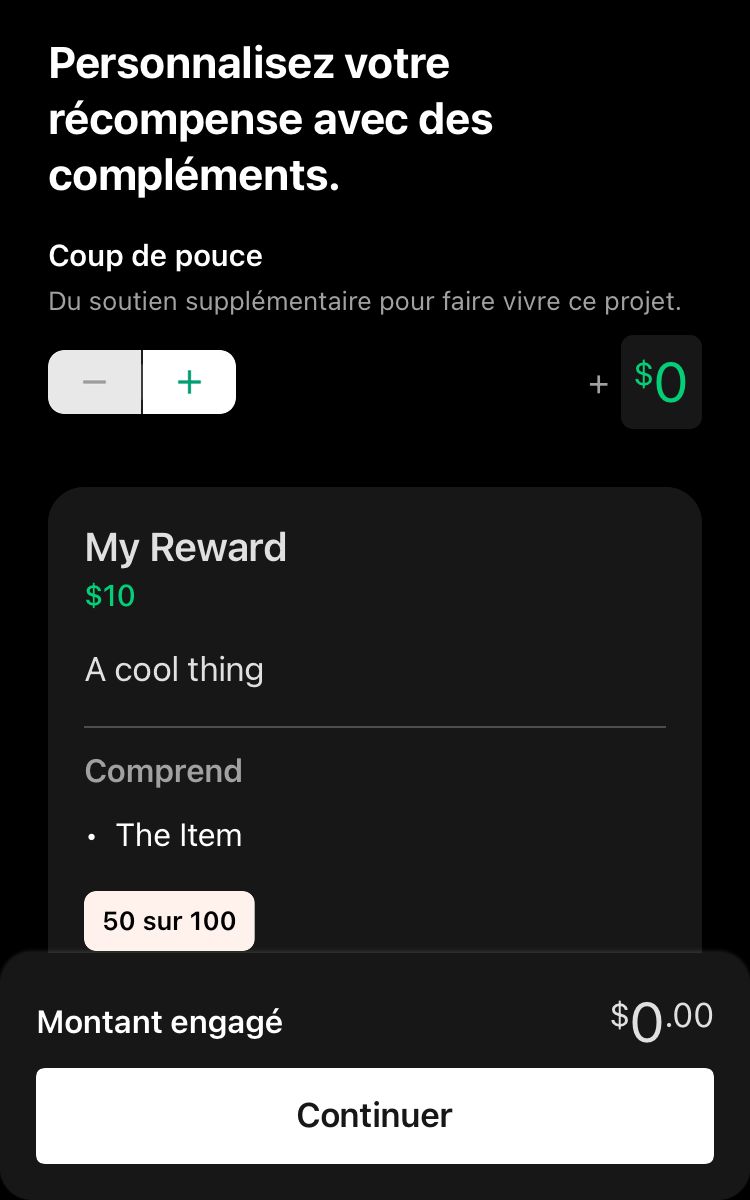 Personnalisez votre
récompense avec des
compléments.
Coup de pouce
Du soutien supplémentaire pour faire vivre ce projet.
− + + $0
My Reward
$10
A cool thing
Comprend
• The Item
50 sur 100
Montant engagé $0.00
Continuer